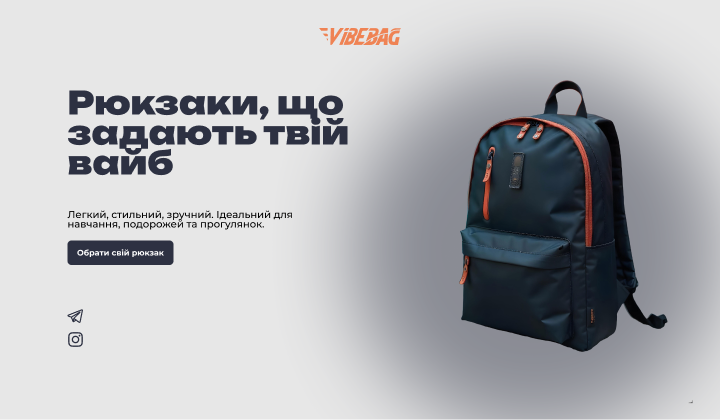 VIBEBAG
Рюкзаки, що
задають твій
вайб
Легкий, стильний, зручний. Ідеальний для
навчання, подорожей та прогулянок.
Обрати свій рюкзак